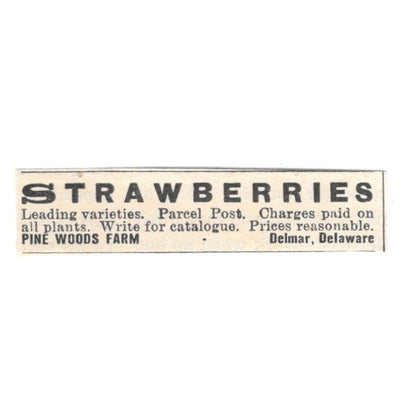 STRAWBERRIES
Leading varieties. Parcel Post. Charges paid on
all plants. Write for catalogue. Prices reasonable.
PINE WOODS FARM - Delmar, Delaware